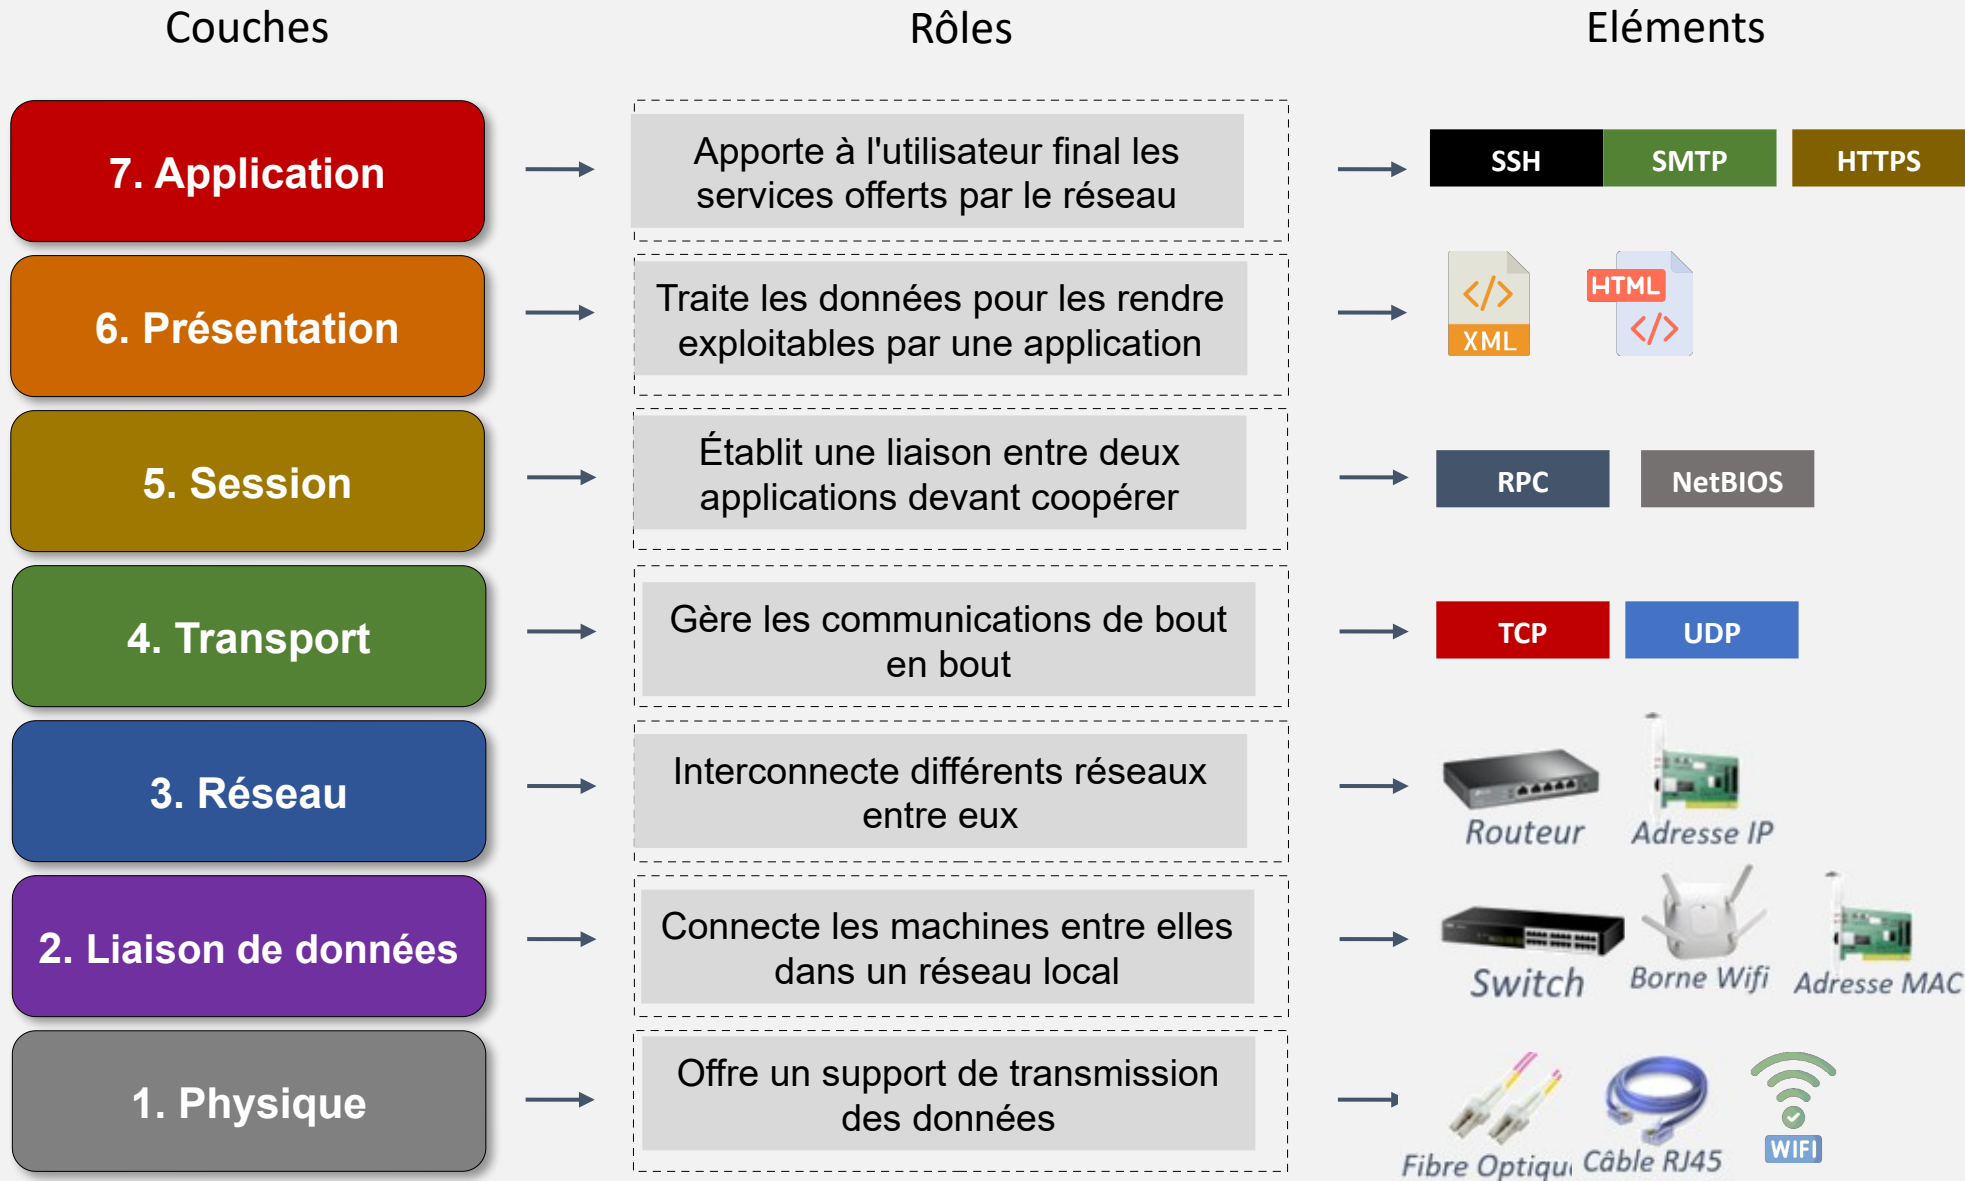 Couches
Rôles
Eléments
7. Application
Apporte à l'utilisateur final les
services offerts par le réseau
SSH
SMTP
HTTPS
6. Présentation
Traite les données pour les rendre
exploitables par une application
</>
XML
HTML
</>
5. Session
Établit une liaison entre deux
applications devant coopérer
RPC
NetBIOS
4. Transport
Gère les communications de bout
en bout
TCP
UDP
3. Réseau
Interconnecte différents réseaux
entre eux
Routeur
Adresse IP
2. Liaison de données
Connecte les machines entre elles
dans un réseau local
Switch
Borne Wifi
Adresse MAC
1. Physique
Offre un support de transmission
des données
Fibre Optiqu
Câble RJ45
WIFI